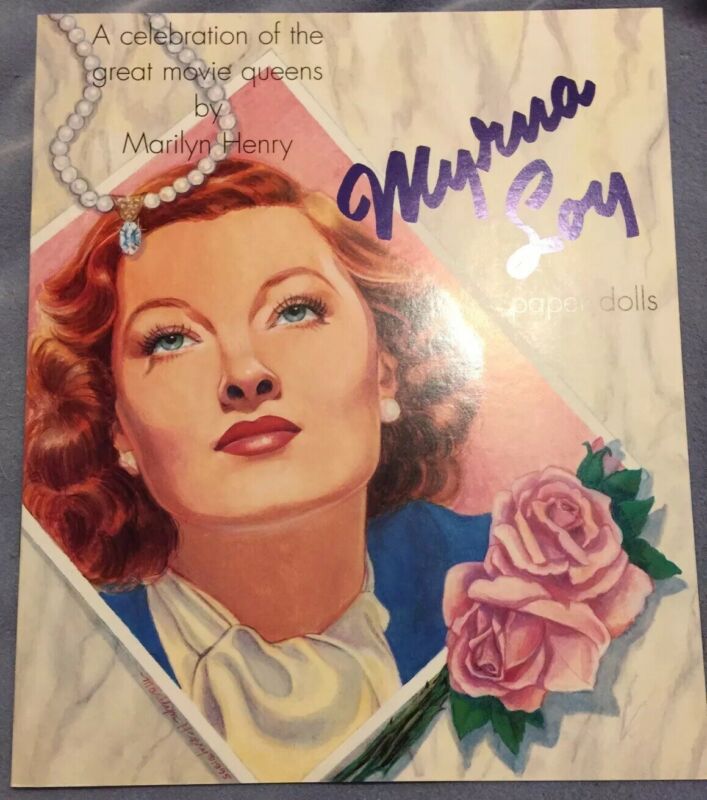 A celebration of the
great movie queens
by
Marilyn Henry
Myrna
Loy
paper dolls